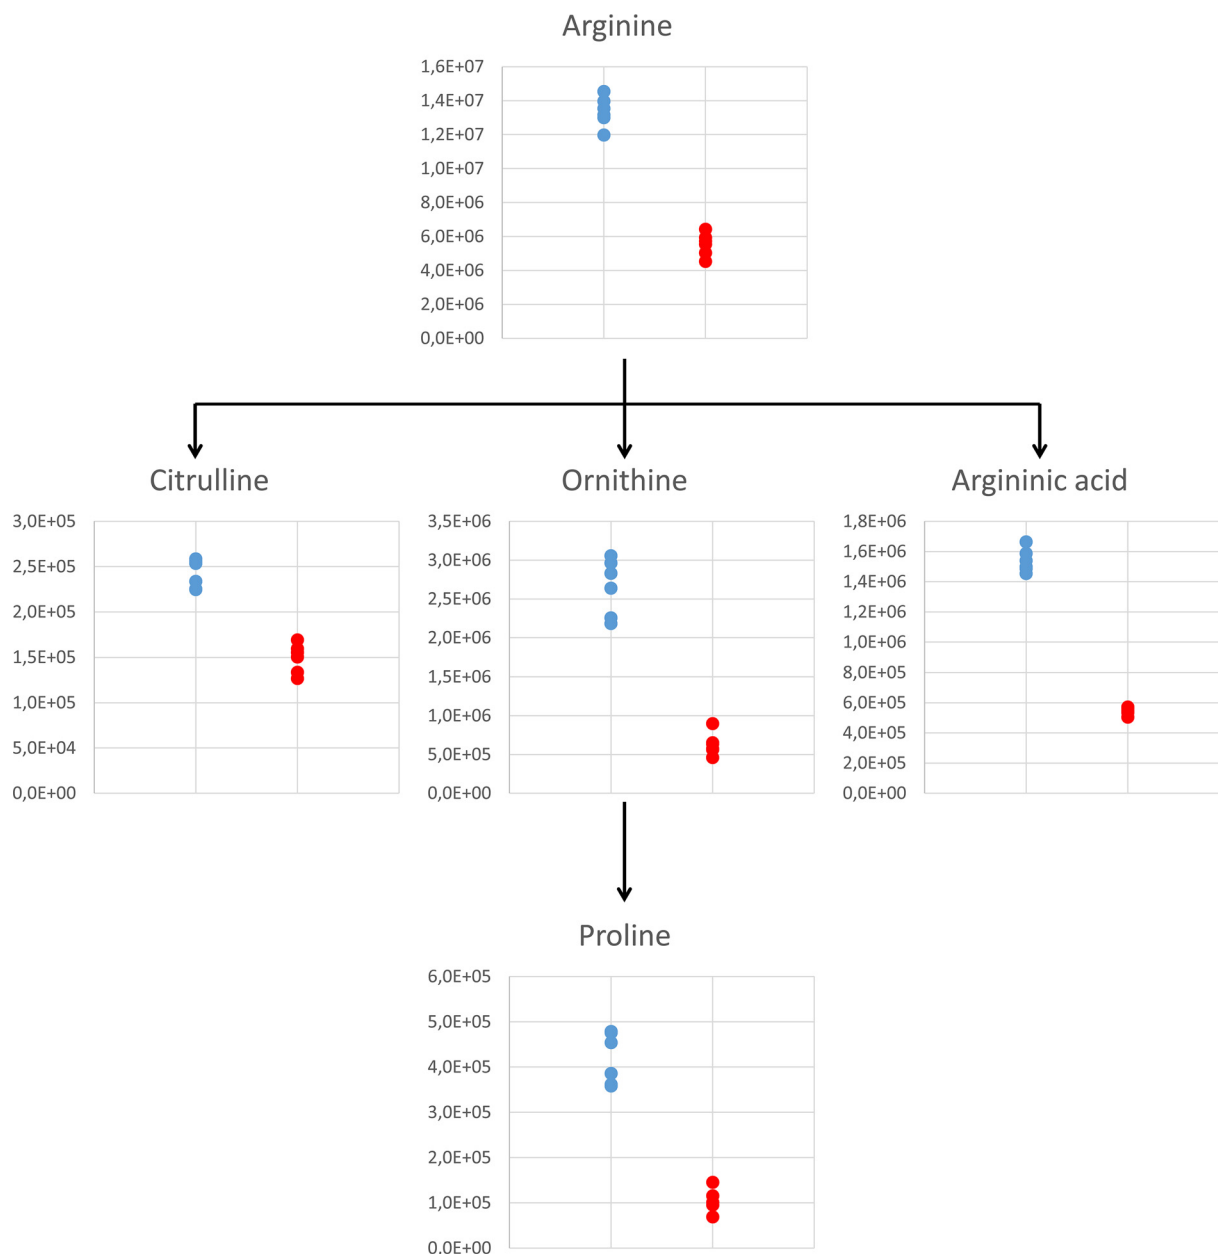 Arginine
1,6E+07
1,4E+07
1,2E+07
1,0E+07
8,0E+06
6,0E+06
4,0E+06
2,0E+06
0,0E+00
Citrulline
3,0E+05
2,5E+05
2,0E+05
1,5E+05
1,0E+05
5,0E+04
0,0E+00
Ornithine
3,5E+06
3,0E+06
2,5E+06
2,0E+06
1,5E+06
1,0E+06
5,0E+05
0,0E+00
Argininic acid
1,8E+06
1,6E+06
1,4E+06
1,2E+06
1,0E+06
8,0E+05
6,0E+05
4,0E+05
2,0E+05
0,0E+00
Proline
6,0E+05
5,0E+05
4,0E+05
3,0E+05
2,0E+05
1,0E+05
0,0E+00